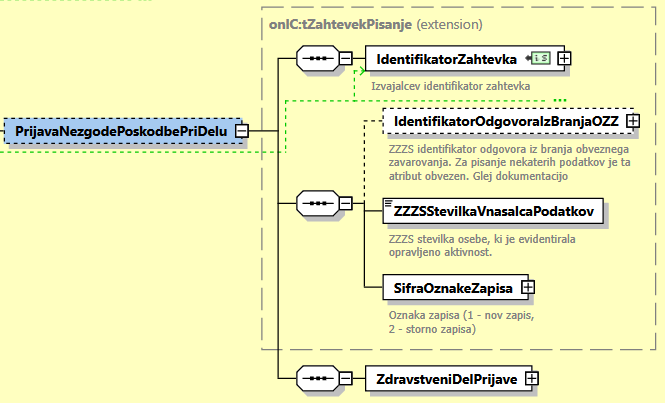 onIC:tZahtevekPisanje (extension)
IdentifikatorZahtevka
Izvajalcev identifikator zahtevka
PrijavaNezgodePoskodbePriDelu
IdentifikatorOdgovoraIzBranjaOZZ
ZZZS identifikator odgovora iz branja obveznega
zavarovanja. Za pisanje nekaterih podatkov je ta
atribut obvezen. Glej dokumentacijo
ZZZSStevilkaVnasalcaPodatkov
ZZZS stevilka osebe, ki je evidentirala
opravljeno aktivnost.
SifraOznakeZapisa
Oznaka zapisa (1 - nov zapis,
2 - storno zapisa)
ZdravstveniDelPrijave